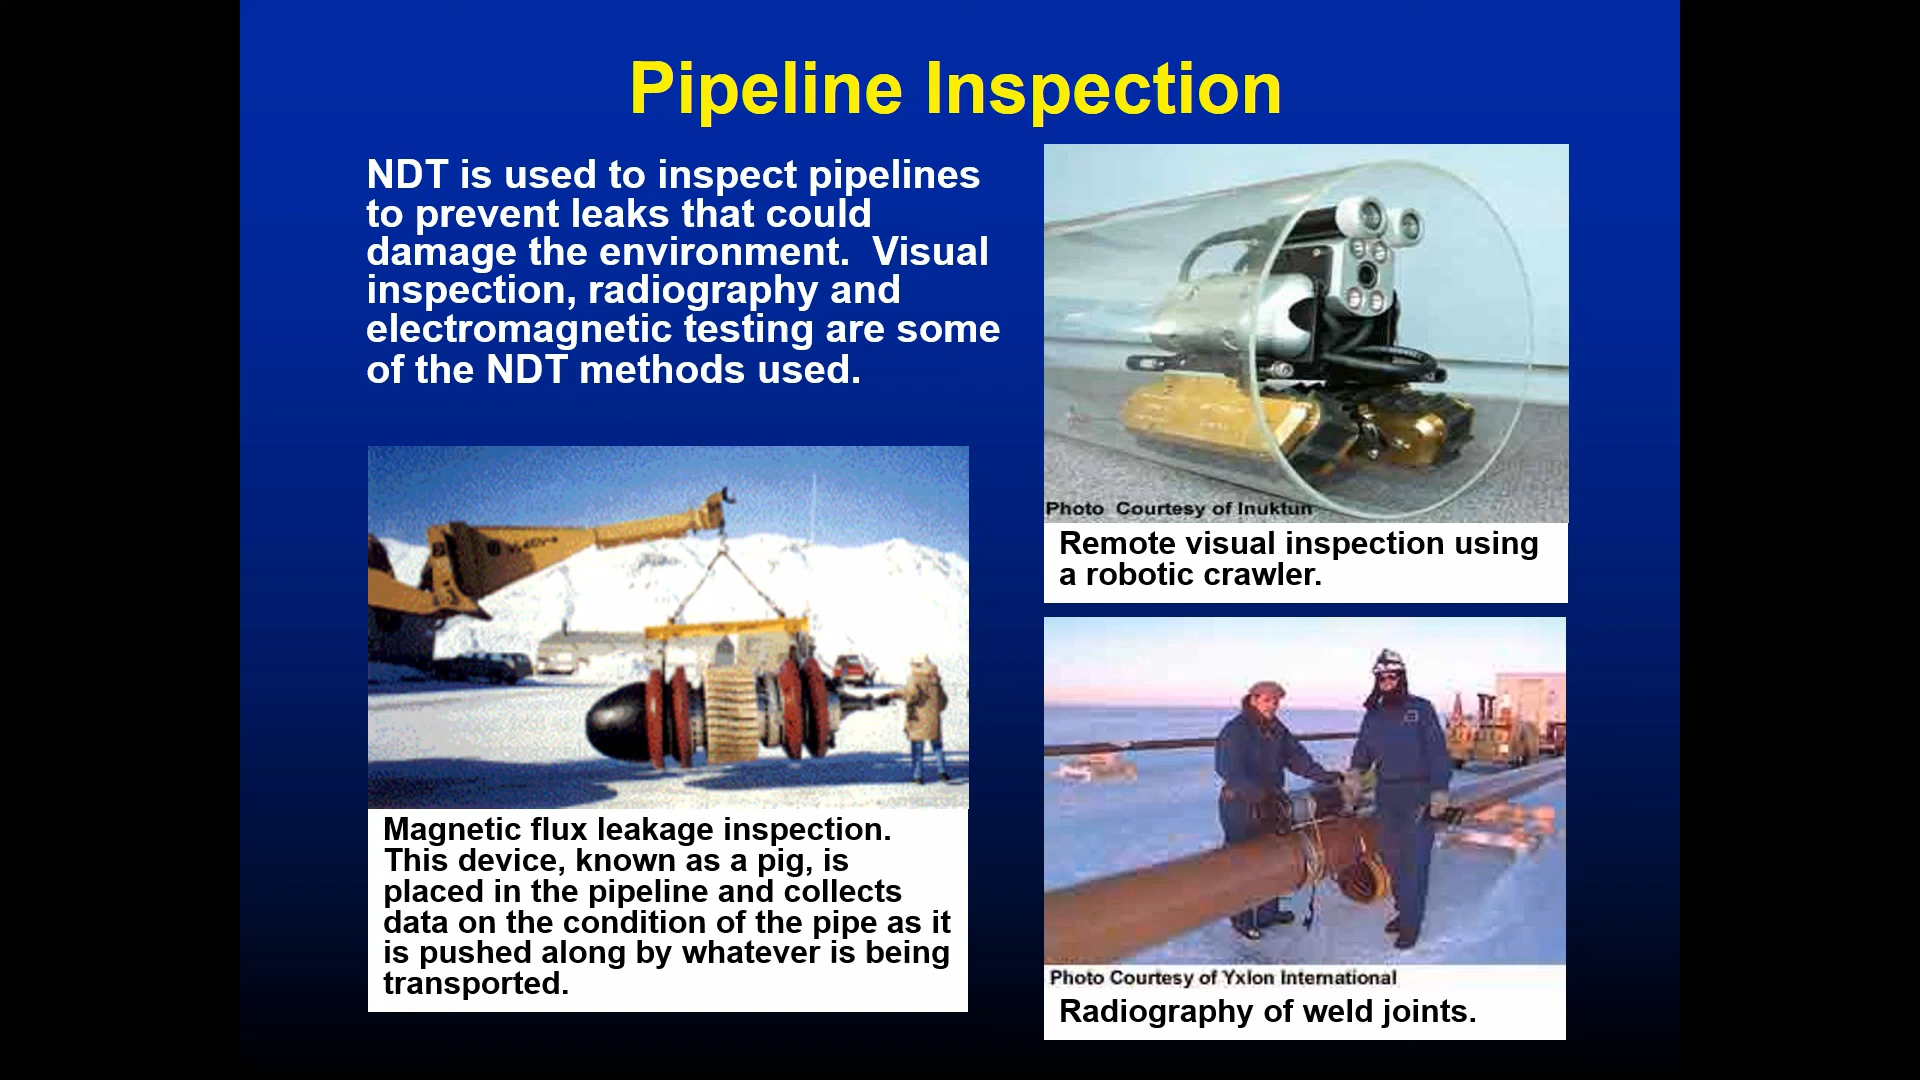 Pipeline Inspection
NDT is used to inspect pipelines
to prevent leaks that could
damage the environment.  Visual
inspection, radiography and
electromagnetic testing are some
of the NDT methods used.
Photo Courtesy of Inuktun
Remote visual inspection using
a robotic crawler.
Magnetic flux leakage inspection.
This device, known as a pig, is
placed in the pipeline and collects
data on the condition of the pipe as it
is pushed along by whatever is being
transported.
Photo Courtesy of Yxlon International
Radiography of weld joints.